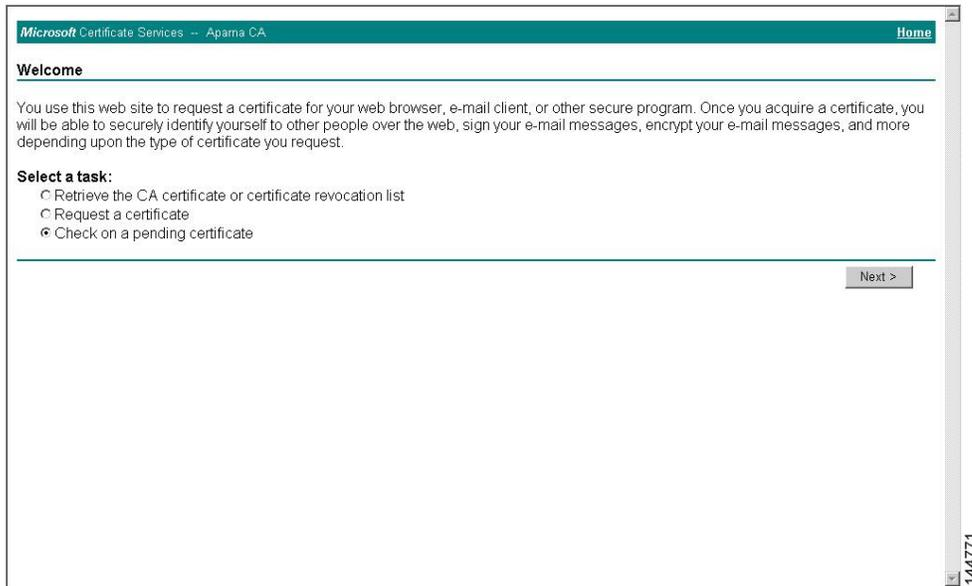 Microsoft Certificate Services -- Aparna CA Home
Welcome
You use this web site to request a certificate for your web browser, e-mail client, or other secure program. Once you acquire a certificate, you
will be able to securely identify yourself to other people over the web, sign your e-mail messages, encrypt your e-mail messages, and more
depending upon the type of certificate you request.
Select a task:
Retrieve the CA certificate or certificate revocation list
Request a certificate
Check on a pending certificate
Next >
144771